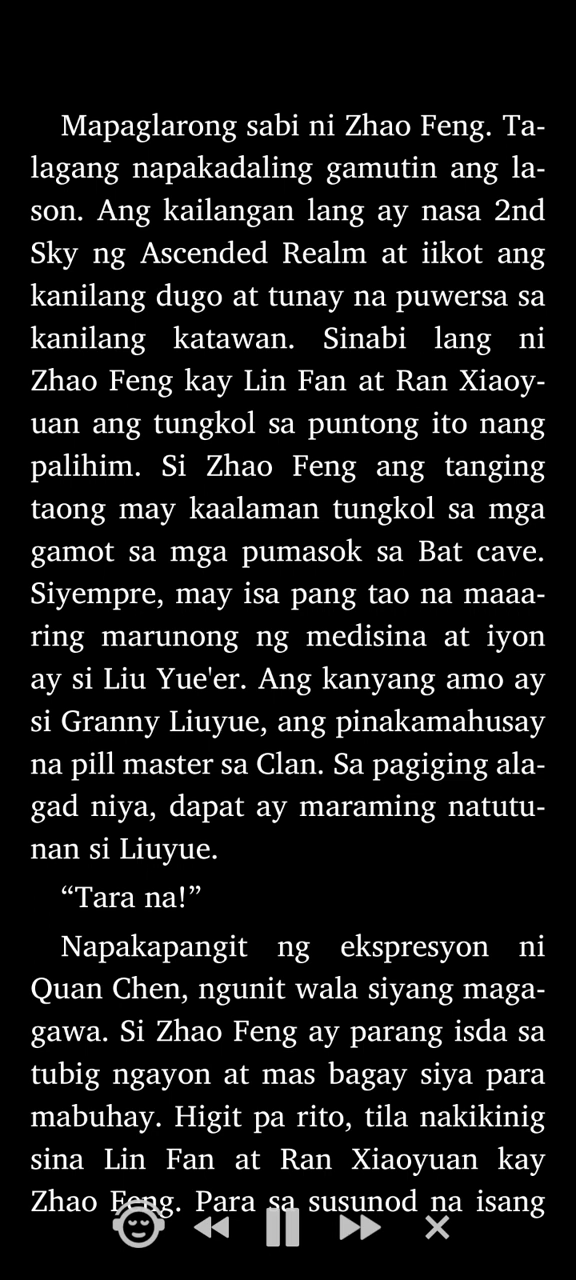 Mapaglarong sabi ni Zhao Feng. Ta-
lagang napakadaling gamutin ang la-
son. Ang kailangan lang ay nasa 2nd
Sky ng Ascended Realm at iikot ang
kanilang dugo at tunay na puwersa sa
kanilang katawan. Sinabi lang ni
Zhao Feng kay Lin Fan at Ran Xiaoy-
uan ang tungkol sa puntong ito nang
palihim. Si Zhao Feng ang tanging
taong may kaalaman tungkol sa mga
gamot sa mga pumasok sa Bat cave.
Siyempre, may isa pang tao na maaa-
ring marunong ng medisina at iyon
ay si Liu Yue'er. Ang kanyang amo ay
si Granny Liuyue, ang pinakamahusay
na pill master sa Clan. Sa pagiging ala-
gad niya, dapat ay maraming natutu-
nan si Liuyue.
“Tara na!”
Napakapangit ng ekspresyon ni
Quan Chen, ngunit wala siyang maga-
gawa. Si Zhao Feng ay parang isda sa
tubig ngayon at mas bagay siya para
mabuhay. Higit pa rito, tila nakikinig
sina Lin Fan at Ran Xiaoyuan kay
Zhao Feng. Para sa susunod na isang